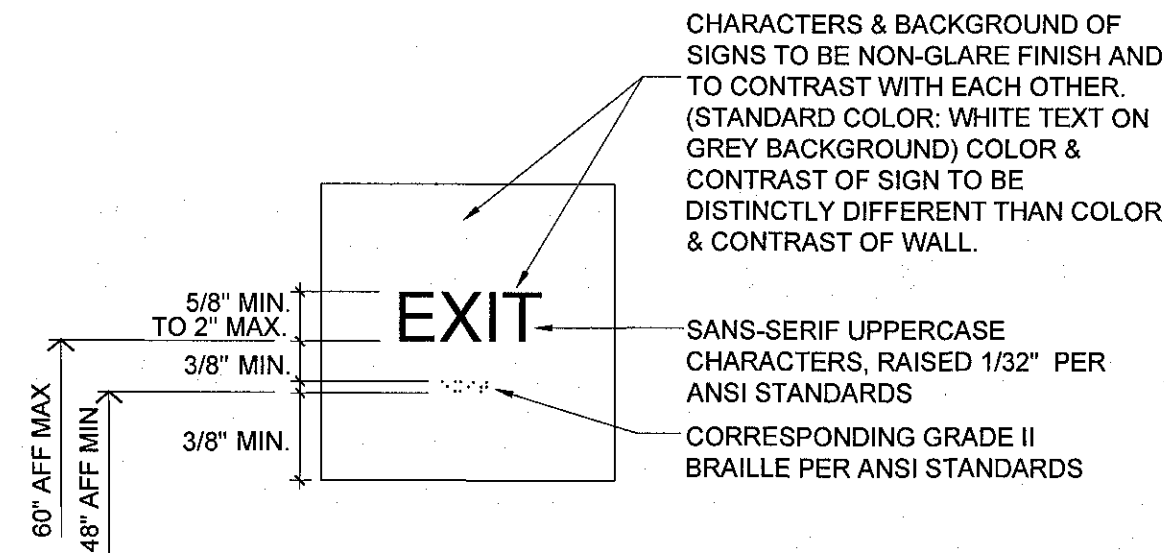 CHARACTERS & BACKGROUND OF
SIGNS TO BE NON-GLARE FINISH AND
TO CONTRAST WITH EACH OTHER.
(STANDARD COLOR: WHITE TEXT ON
GREY BACKGROUND) COLOR &
CONTRAST OF SIGN TO BE
DISTINCTLY DIFFERENT THAN COLOR
& CONTRAST OF WALL.
5/8" MIN.
TO 2" MAX.
EXIT
3/8" MIN.
SANS-SERIF UPPERCASE
CHARACTERS, RAISED 1/32" PER
ANSI STANDARDS
3/8" MIN.
CORRESPONDING GRADE II
BRAILLE PER ANSI STANDARDS
60" AFF MAX
48" AFF MIN